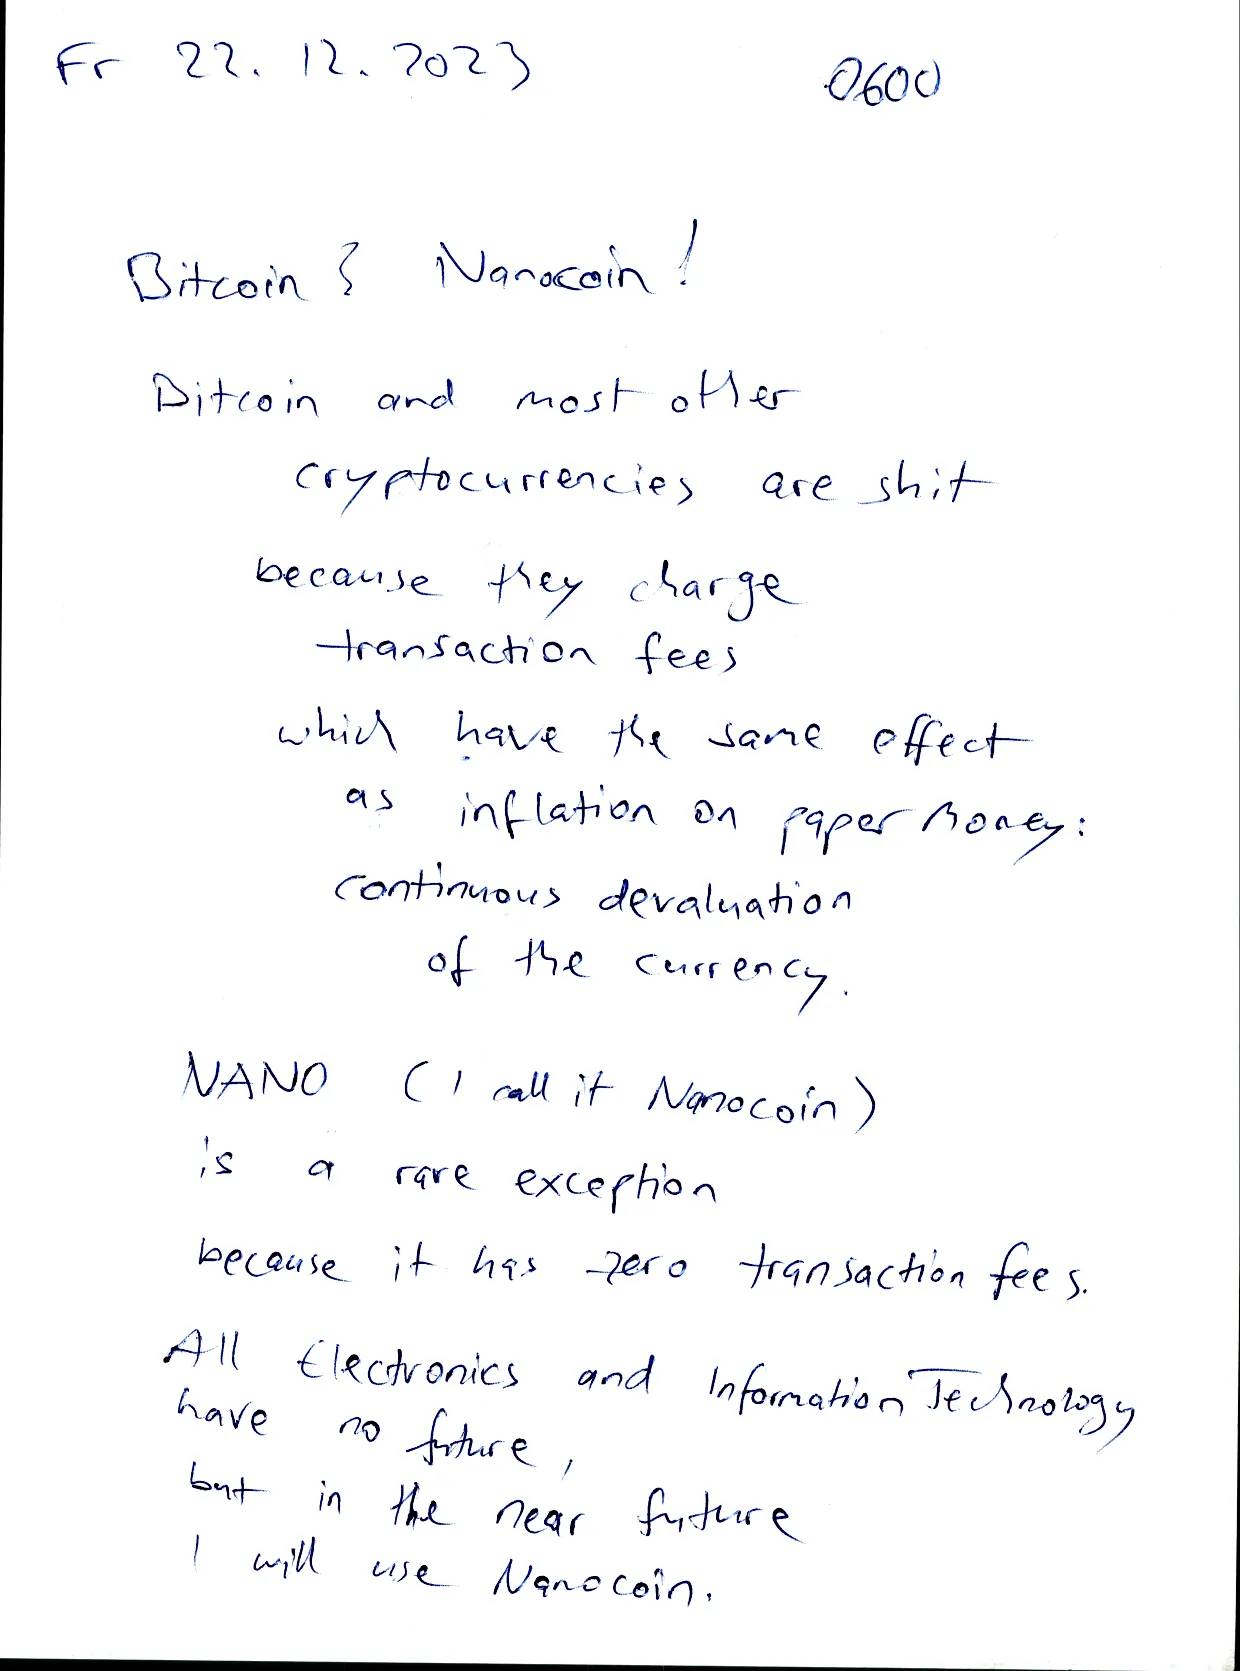 Fr 22. 12. 2023 0600
Bitcoin? Nanocoin!
Bitcoin and most other
cryptocurrencies are shit
because they charge
transaction fees
which have the same effect
as inflation on paper money:
continuous devaluation
of the currency.
NANO (I call it Nanocoin)
is a rare exception
because it has zero transaction fees.
All Electronics and Information Technology
have no future,
but in the near future
I will use Nanocoin.